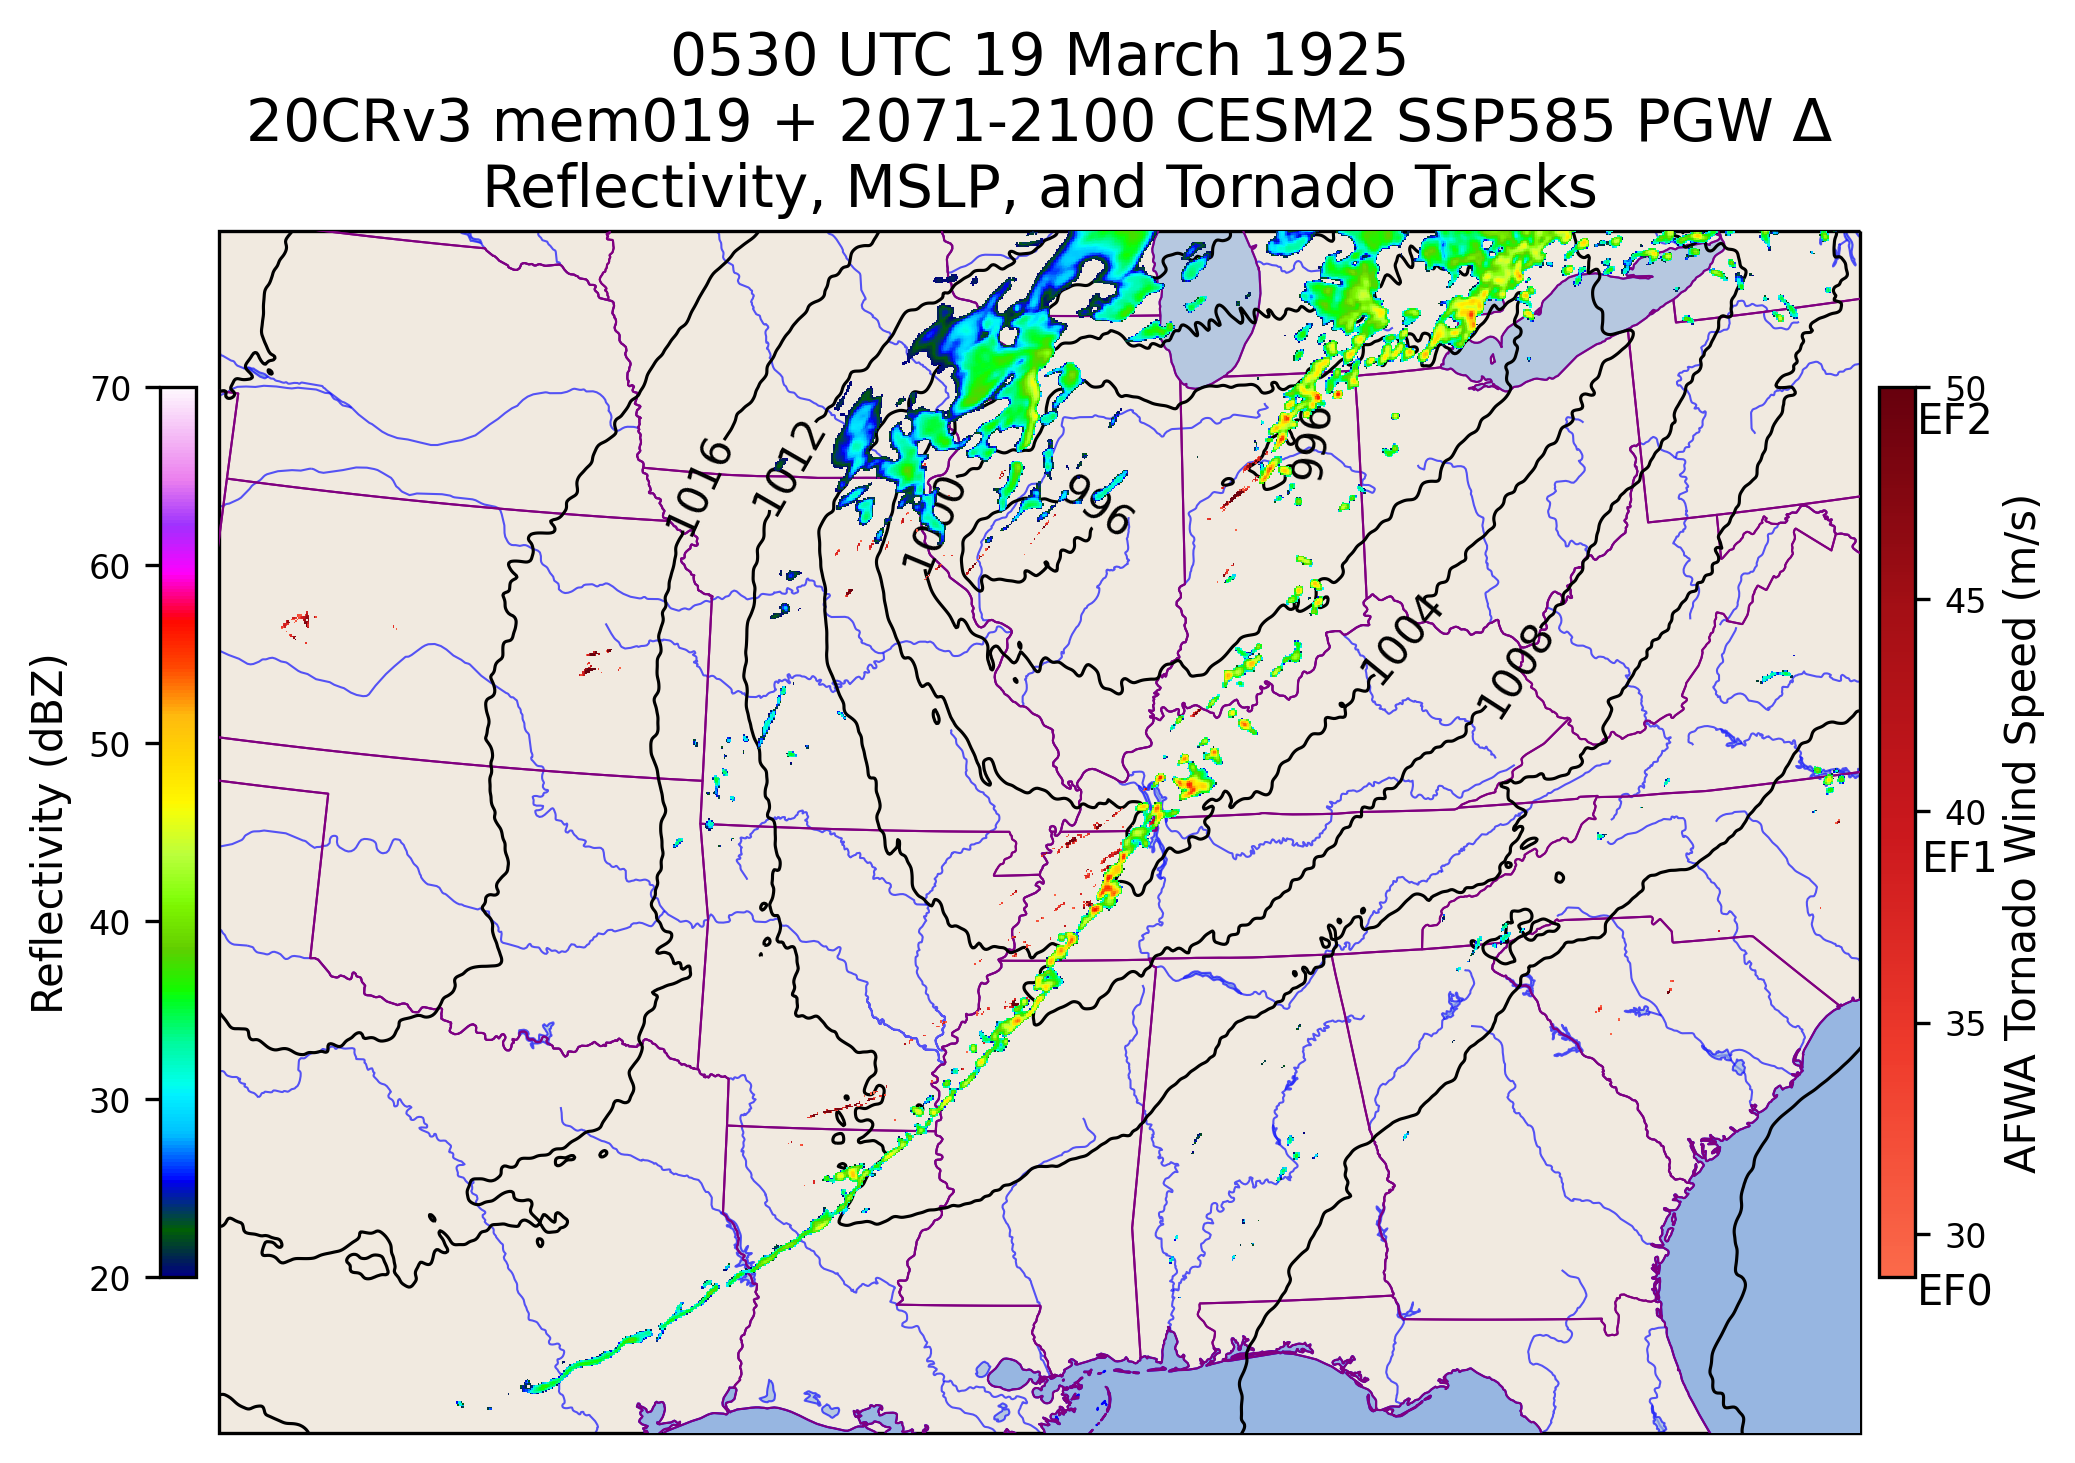 0530 UTC 19 March 1925
20CRv3 mem019 + 2071-2100 CESM2 SSP585 PGW Δ
Reflectivity, MSLP, and Tornado Tracks
Reflectivity (dBZ)
70
60
50
40
30
20
1016
1012
1000
996
996
1004
1008
50
EF2
45
40
EF1
35
30
EF0
AFWA Tornado Wind Speed (m/s)